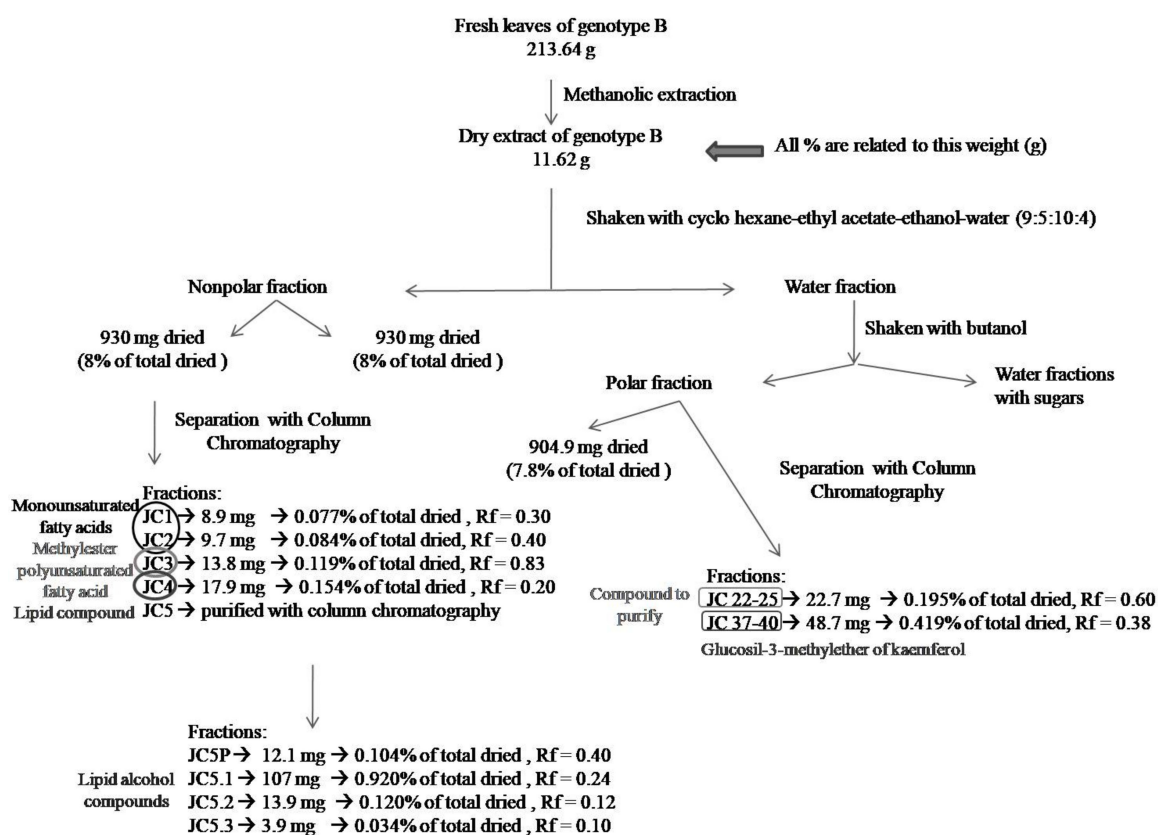 Fresh leaves of genotype B
213.64 g
Methanolic extraction
Dry extract of genotype B
11.62 g
All % are related to this weight (g)
Shaken with cyclo hexane-ethyl acetate-ethanol-water (9:5:10:4)
Nonpolar fraction
Water fraction
930 mg dried
(8% of total dried )
930 mg dried
(8% of total dried )
Shaken with butanol
Polar fraction
Water fractions
with sugars
Separation with Column
Chromatography
904.9 mg dried
(7.8% of total dried )
Separation with Column
Chromatography
Fractions:
Monounsaturated
fatty acids
Methylester
polyunsaturated
fatty acid
Lipid compound
JC1 → 8.9 mg → 0.077% of total dried , Rf = 0.30
JC2 → 9.7 mg → 0.084% of total dried, Rf = 0.40
JC3 → 13.8 mg → 0.119% of total dried, Rf = 0.83
JC4 → 17.9 mg → 0.154% of total dried, Rf = 0.20
JC5 → purified with column chromatography
Fractions:
Compound to
purify
JC 22-25 → 22.7 mg → 0.195% of total dried, Rf = 0.60
JC 37-40 → 48.7 mg → 0.419% of total dried, Rf = 0.38
Glucosil-3-methylether of kaemferol
Fractions:
Lipid alcohol
compounds
JC5P → 12.1 mg → 0.104% of total dried , Rf = 0.40
JC5.1 → 107 mg → 0.920% of total dried , Rf = 0.24
JC5.2 → 13.9 mg → 0.120% of total dried , Rf = 0.12
JC5.3 → 3.9 mg → 0.034% of total dried , Rf = 0.10